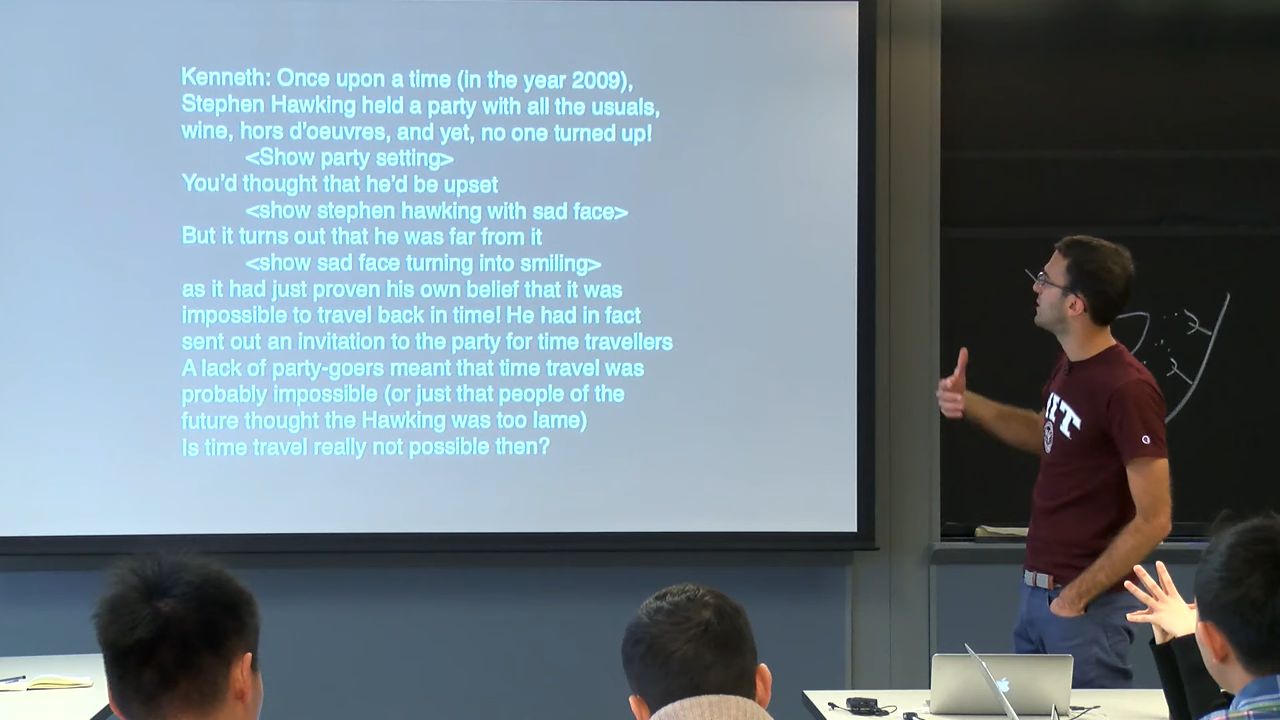 Kenneth: Once upon a time (in the year 2009),
Stephen Hawking held a party with all the usuals,
wine, hors d'oeuvres, and yet, no one turned up!
<Show party setting>
You'd thought that he'd be upset
<show stephen hawking with sad face>
But it turns out that he was far from it
<show sad face turning into smiling>
as it had just proven his own belief that it was
impossible to travel back in time! He had in fact
sent out an invitation to the party for time travellers
A lack of party-goers meant that time travel was
probably impossible (or just that people of the
future thought the Hawking was too lame)
Is time travel really not possible then?